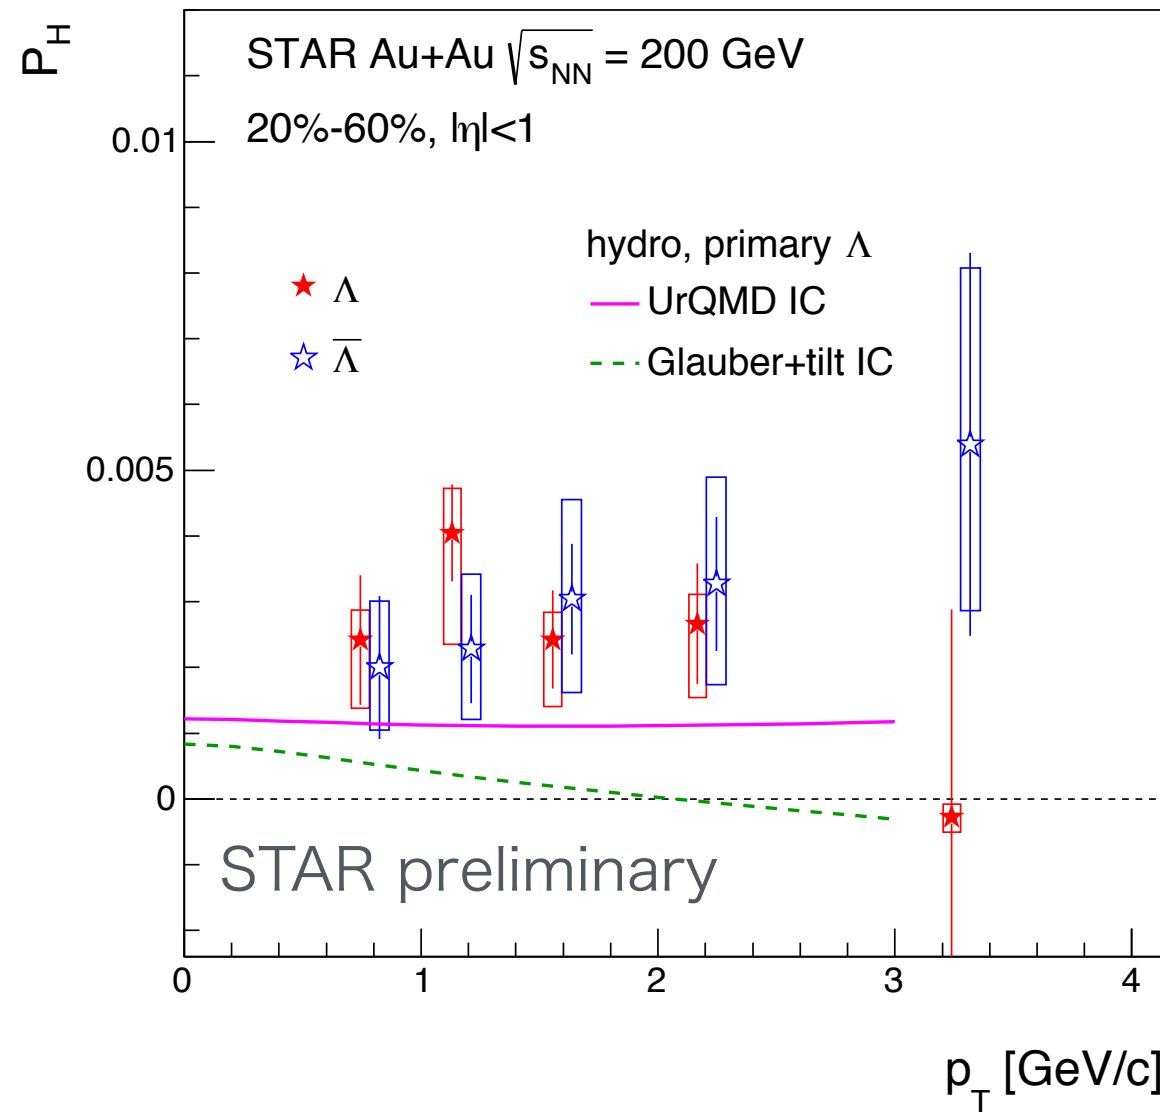 P_H
STAR Au+Au √s_NN = 200 GeV
20%-60%, |η|<1
0.01
hydro, primary Λ
Λ
UrQMD IC
Λ̅
Glauber+tilt IC
0.005
0
STAR preliminary
0 1 2 3 4
p_T [GeV/c]